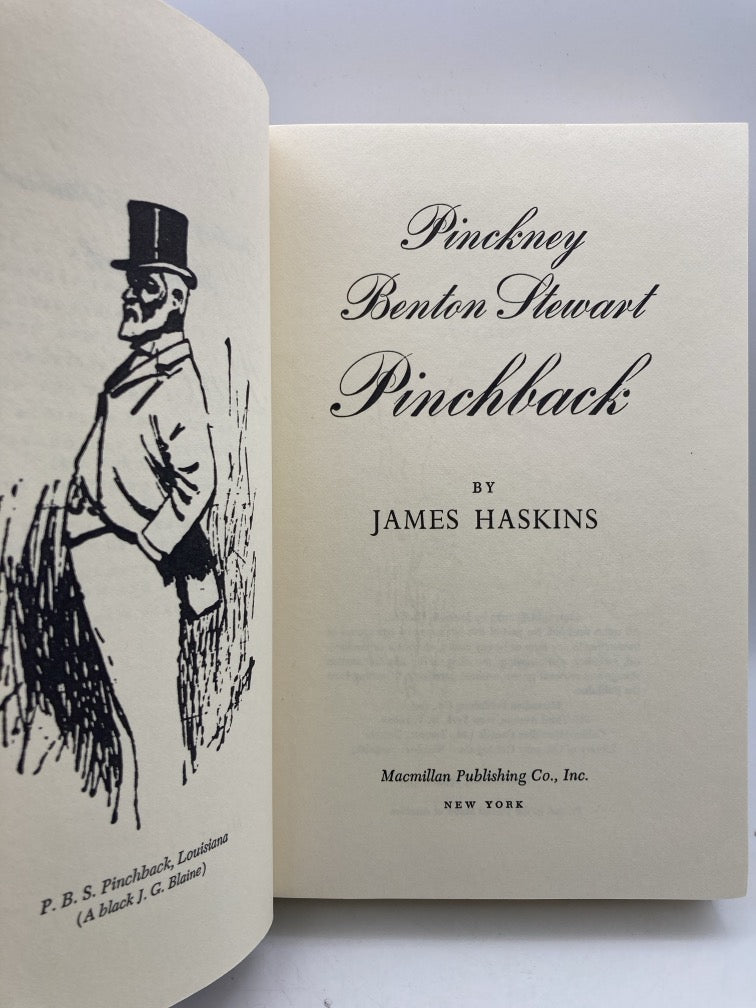 P. B. S. Pinchback, Louisiana
(A black J. G. Blaine)
Pinckney
Benton Stewart
Pinchback
BY
JAMES HASKINS
Macmillan Publishing Co., Inc.
NEW YORK